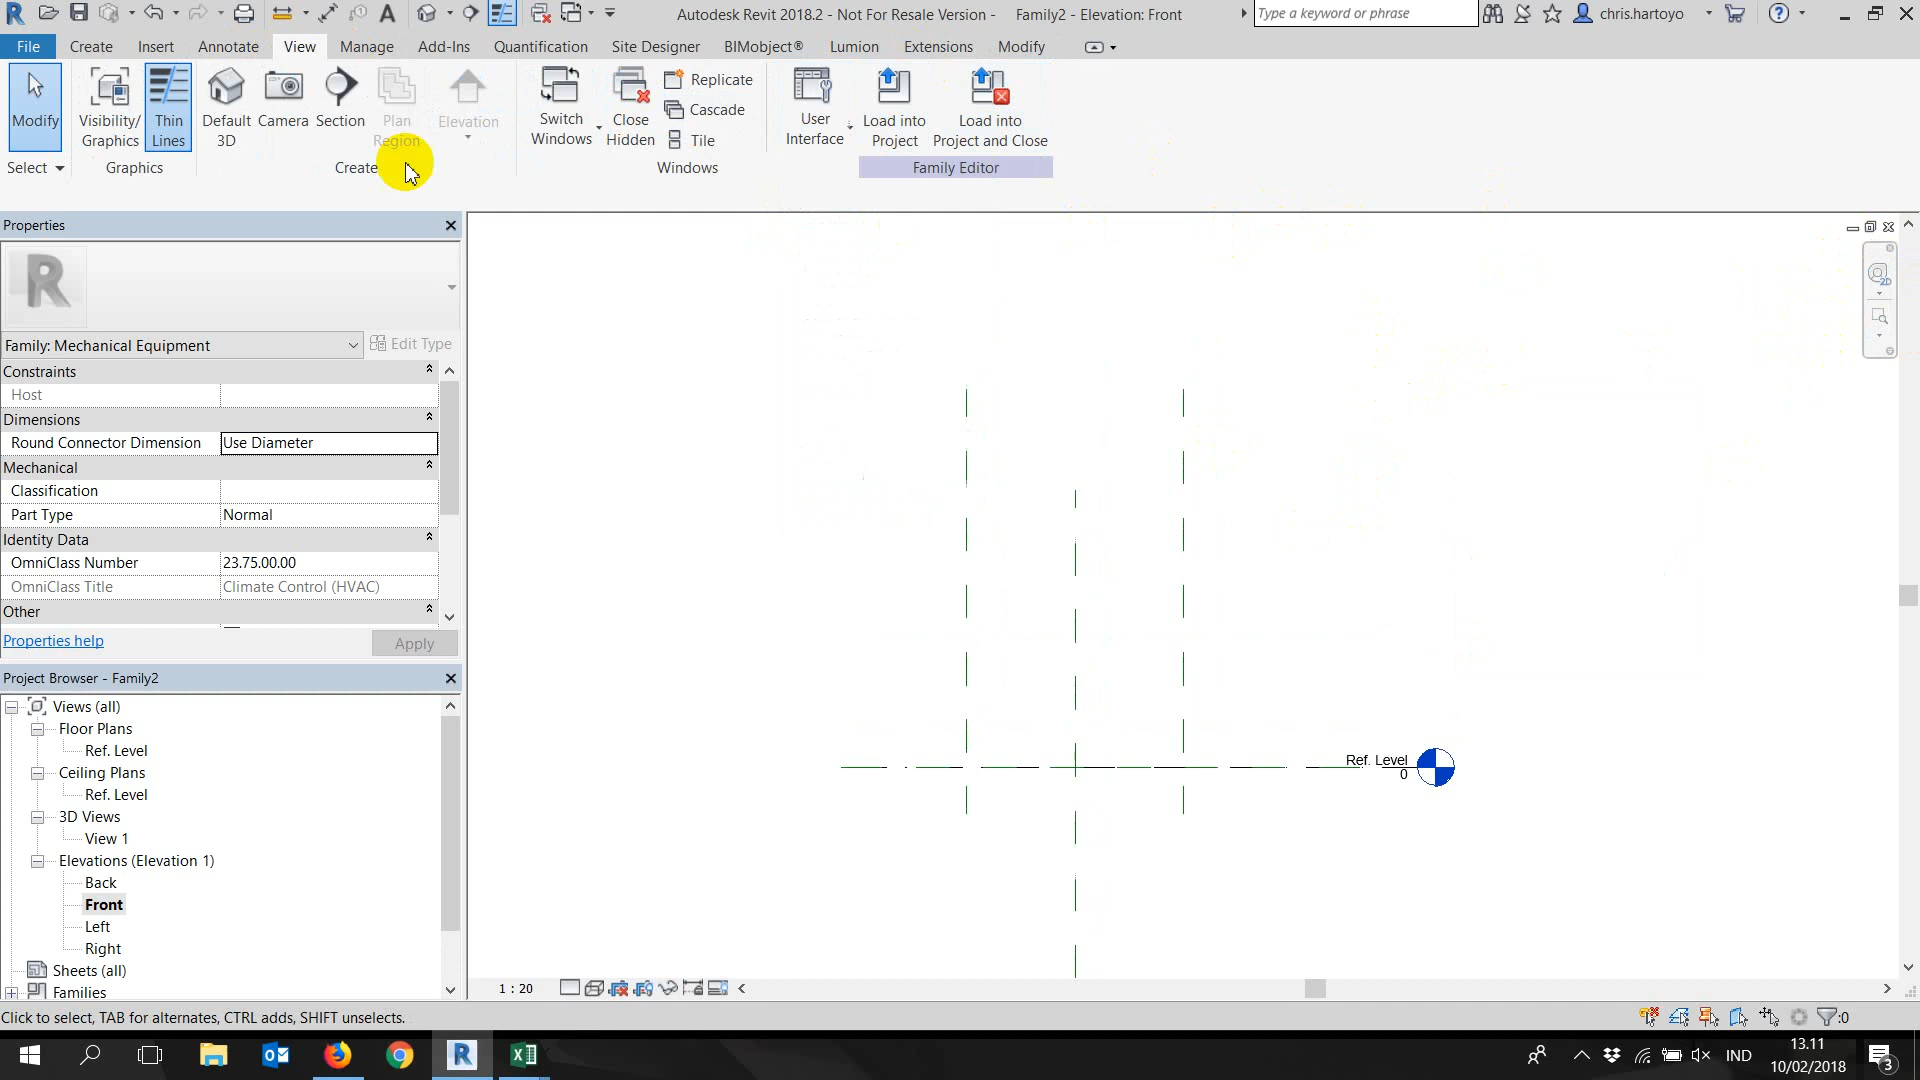 Autodesk Revit 2018.2 - Not For Resale Version - Family2 - Elevation: Front
Type a keyword or phrase
chris.hartoyo
File Create Insert Annotate View Manage Add-Ins Quantification Site Designer BIMobject® Lumion Extensions Modify
Modify
Visibility/ Graphics
Thin Lines
Default 3D
Camera
Section
Plan Region
Elevation
Switch Windows
Close Hidden
Replicate
Cascade
Tile
User Interface
Load into Project
Load into Project and Close
Select Graphics Create Windows Family Editor
Properties
Family: Mechanical Equipment
Edit Type
Constraints
Host
Dimensions
Round Connector Dimension Use Diameter
Mechanical
Classification
Part Type Normal
Identity Data
OmniClass Number 23.75.00.00
OmniClass Title Climate Control (HVAC)
Other
Properties help
Apply
Project Browser - Family2
Views (all)
Floor Plans
Ref. Level
Ceiling Plans
Ref. Level
3D Views
View 1
Elevations (Elevation 1)
Back
Front
Left
Right
Sheets (all)
Families
Ref. Level
0
2D
1 : 20
Click to select, TAB for alternates, CTRL adds, SHIFT unselects.
:0
IND
13.11
10/02/2018
3